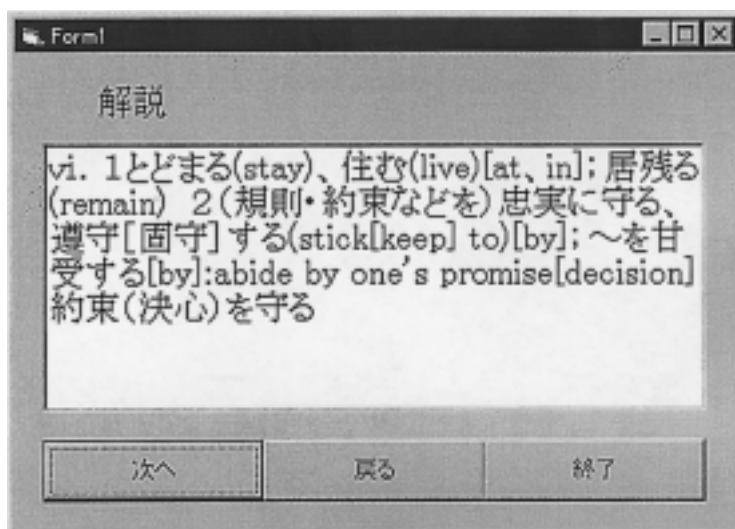 Form1
解説
vi. 1とどまる(stay)、住む(live)[at、in]; 居残る
(remain) 2(規則・約束などを)忠実に守る、
遵守[固守]する(stick[keep] to)[by]; ～を甘
受する[by]:abide by one's promise[decision]
約束(決心)を守る
次へ
戻る
終了